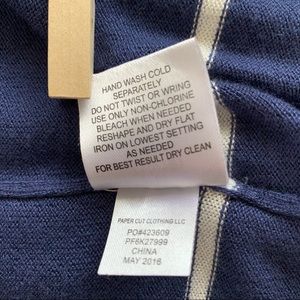 HAND WASH COLD
SEPARATELY
DO NOT TWIST OR WRING
USE ONLY NON-CHLORINE
BLEACH WHEN NEEDED
RESHAPE AND DRY FLAT
IRON ON LOWEST SETTING
AS NEEDED
FOR BEST RESULT DRY CLEAN
PAPER CUT CLOTHING LLC
PO#423609
PF6K27999
CHINA
MAY 2016